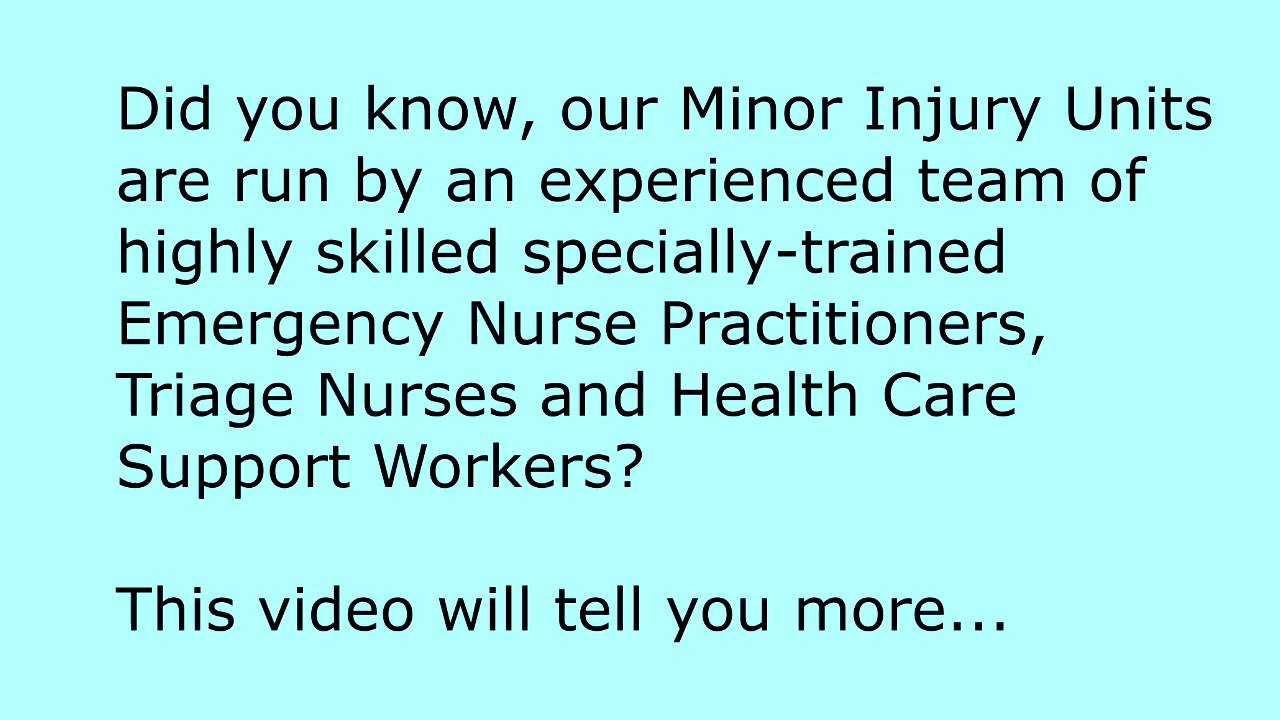 Did you know, our Minor Injury Units
are run by an experienced team of
highly skilled specially-trained
Emergency Nurse Practitioners,
Triage Nurses and Health Care
Support Workers?
This video will tell you more...